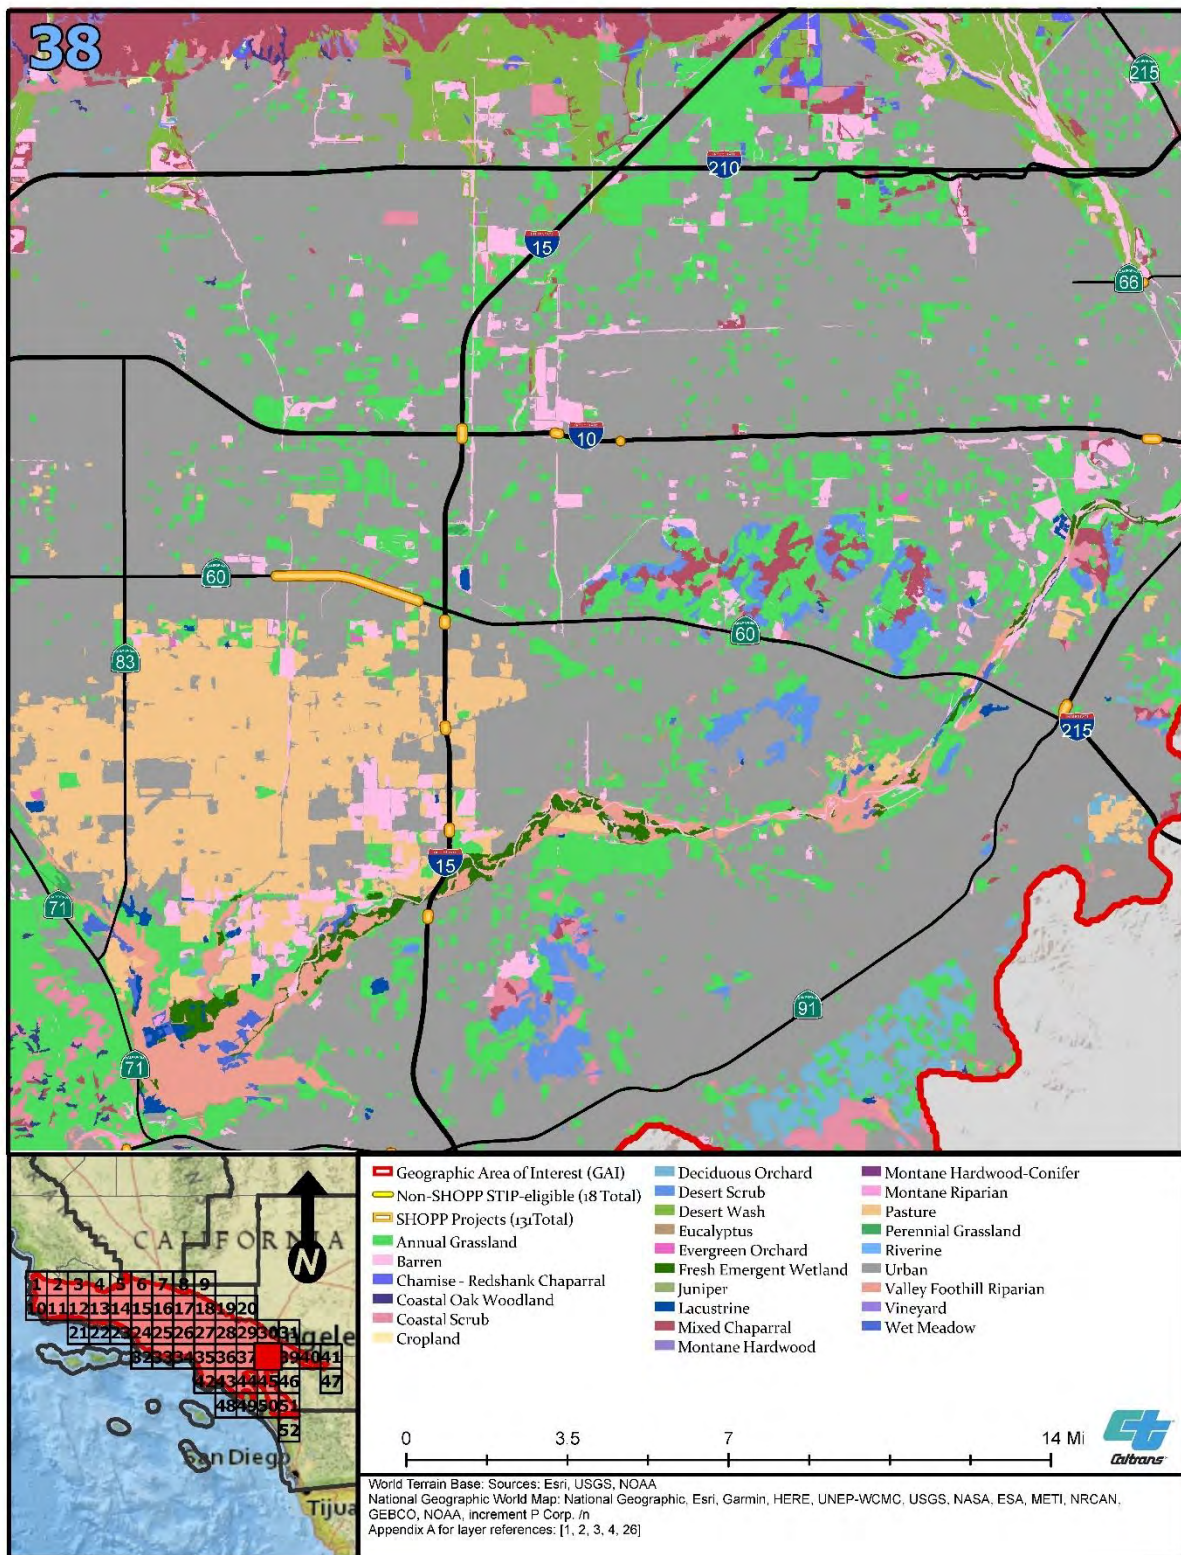 38
215
210
15
66
10
60
60
83
215
15
71
91
71
Geographic Area of Interest (GAI)
Non-SHOPP STIP-eligible (18 Total)
SHOPP Projects (131Total)
Annual Grassland
Barren
Chamise - Redshank Chaparral
Coastal Oak Woodland
Coastal Scrub
Cropland
Deciduous Orchard
Desert Scrub
Desert Wash
Eucalyptus
Evergreen Orchard
Fresh Emergent Wetland
Juniper
Lacustrine
Mixed Chaparral
Montane Hardwood
Montane Hardwood-Conifer
Montane Riparian
Pasture
Perennial Grassland
Riverine
Urban
Valley Foothill Riparian
Vineyard
Wet Meadow
CALIFORNIA
N
1 2 3 4 5 6 7 8 9
10 11 12 13 14 15 16 17 18 19 20
21 22 23 24 25 26 27 28 29 30 31
ngele
32 33 34 35 36 37 39 40 41
42 43 44 45 46 47
48 49 50 51
52
San Diego
Tijua
0 3.5 7 14 Mi
Caltrans
World Terrain Base: Sources: Esri, USGS, NOAA
National Geographic World Map: National Geographic, Esri, Garmin, HERE, UNEP-WCMC, USGS, NASA, ESA, METI, NRCAN,
GEBCO, NOAA, increment P Corp. /n
Appendix A for layer references: [1, 2, 3, 4, 26]